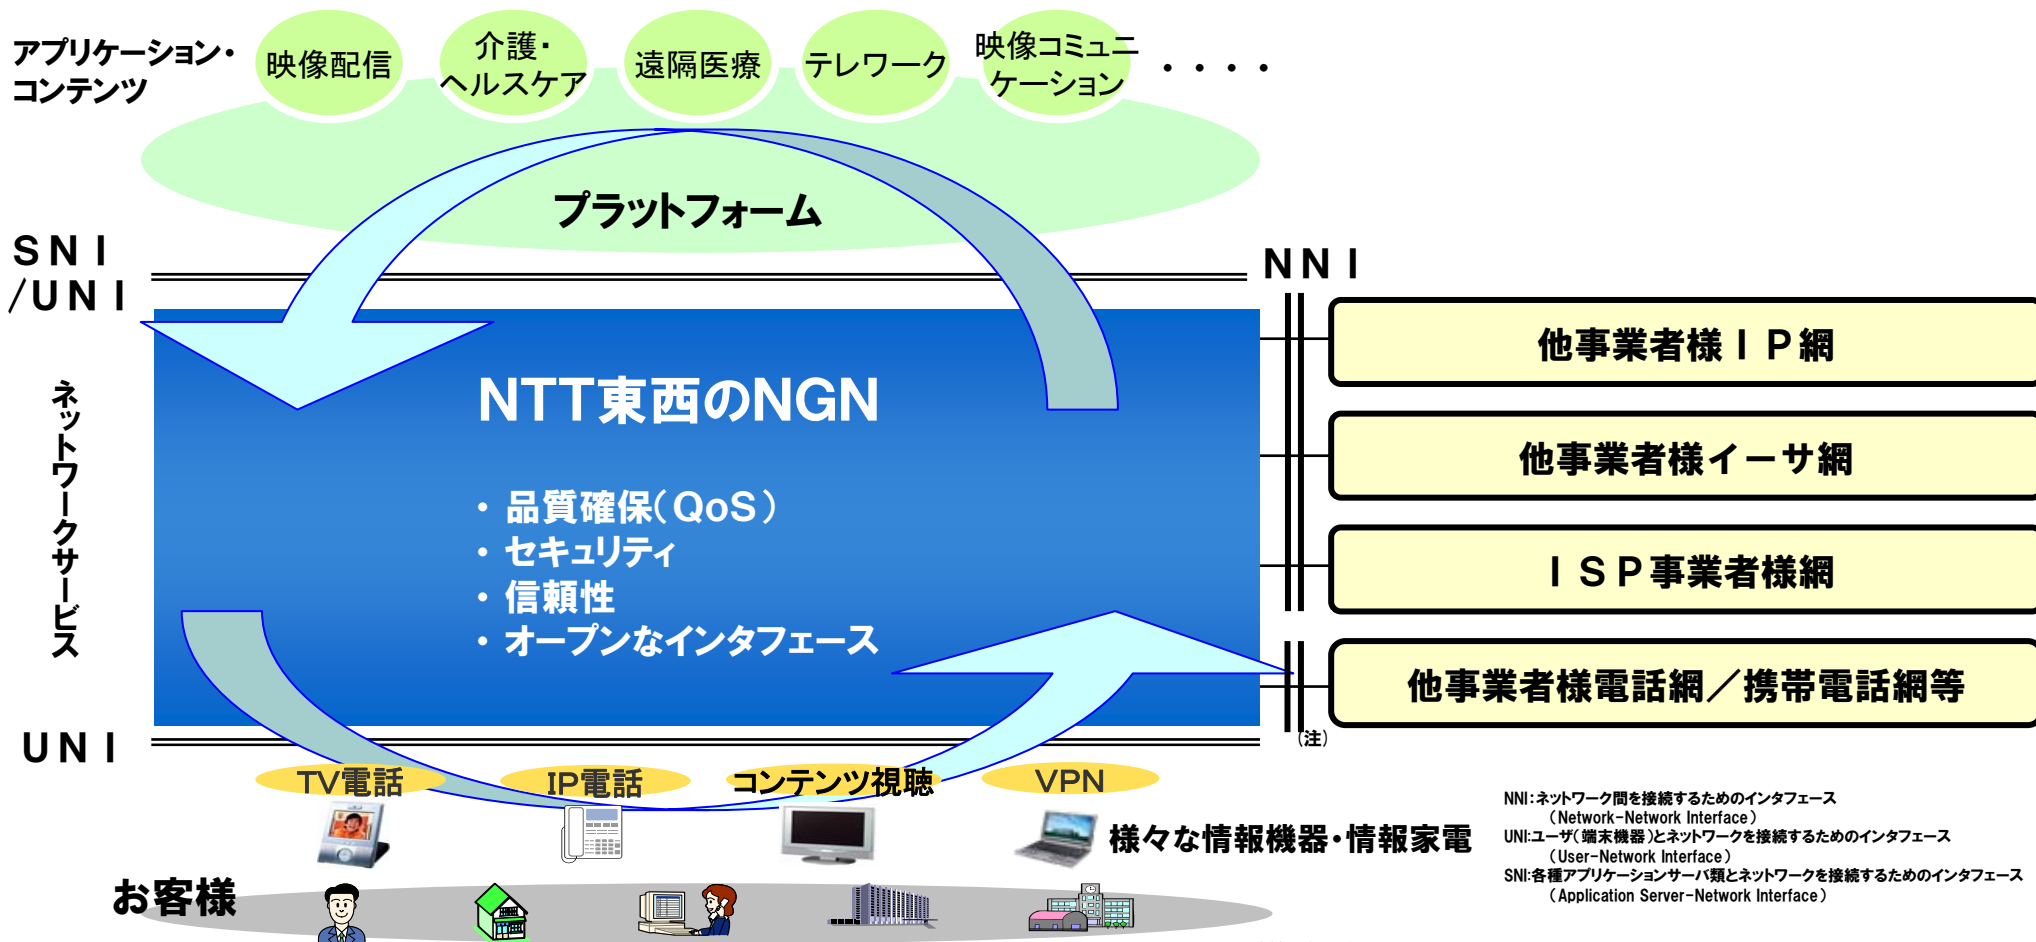 アプリケーション・
コンテンツ
映像配信
介護・
ヘルスケア
遠隔医療
テレワーク
映像コミュニ
ケーション
・・・・
プラットフォーム
SNI
/UNI
NNI
ネットワークサービス
NTT東西のNGN
・品質確保(QoS)
・セキュリティ
・信頼性
・オープンなインタフェース
他事業者様IP網
他事業者様イーサ網
ISP事業者様網
他事業者様電話網/携帯電話網等
(注)
UNI
TV電話
IP電話
コンテンツ視聴
VPN
様々な情報機器・情報家電
お客様
NNI:ネットワーク間を接続するためのインタフェース
(Network-Network Interface)
UNI:ユーザ(端末機器)とネットワークを接続するためのインタフェース
(User-Network Interface)
SNI:各種アプリケーションサーバ類とネットワークを接続するためのインタフェース
(Application Server-Network Interface)